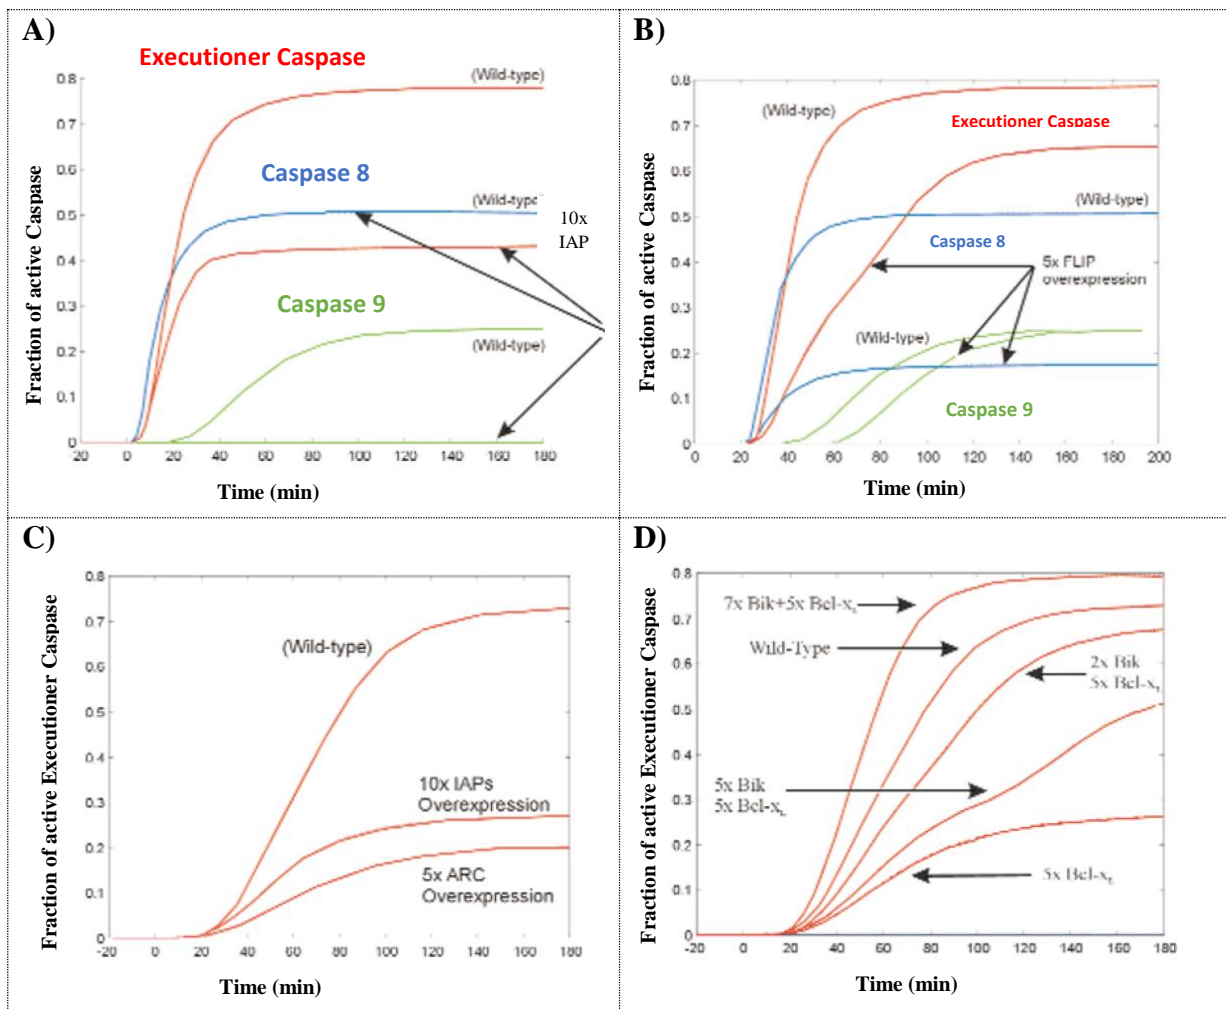 A)
Executioner Caspase
Fraction of active Caspase
0.8
0.7
0.6
0.5
0.4
0.3
0.2
0.1
0
(Wild-type)
Caspase 8
(Wild-type)
10x
IAP
Caspase 9
(Wild-type)
-20 0 20 40 60 80 100 120 140 160 180
Time (min)
B)
Fraction of active Caspase
0.8
0.7
0.6
0.5
0.4
0.3
0.2
0.1
0
(Wild-type)
Executioner Caspase
(Wild-type)
Caspase 8
5x FLIP
overexpression
(Wild-type)
Caspase 9
0 20 40 60 80 100 120 140 160 180 200
Time (min)
C)
Fraction of active Executioner Caspase
0.8
0.7
0.6
0.5
0.4
0.3
0.2
0.1
0
(Wild-type)
10x IAPs
Overexpression
5x ARC
Overexpression
-20 0 20 40 60 80 100 120 140 160 180
Time (min)
D)
Fraction of active Executioner Caspase
0.8
0.7
0.6
0.5
0.4
0.3
0.2
0.1
0
7x Bik+5x Bcl-xL
Wild-Type
2x Bik
5x Bcl-xL
5x Bik
5x Bcl-xL
5x Bcl-xL
-20 0 20 40 60 80 100 120 140 160 180
Time (min)